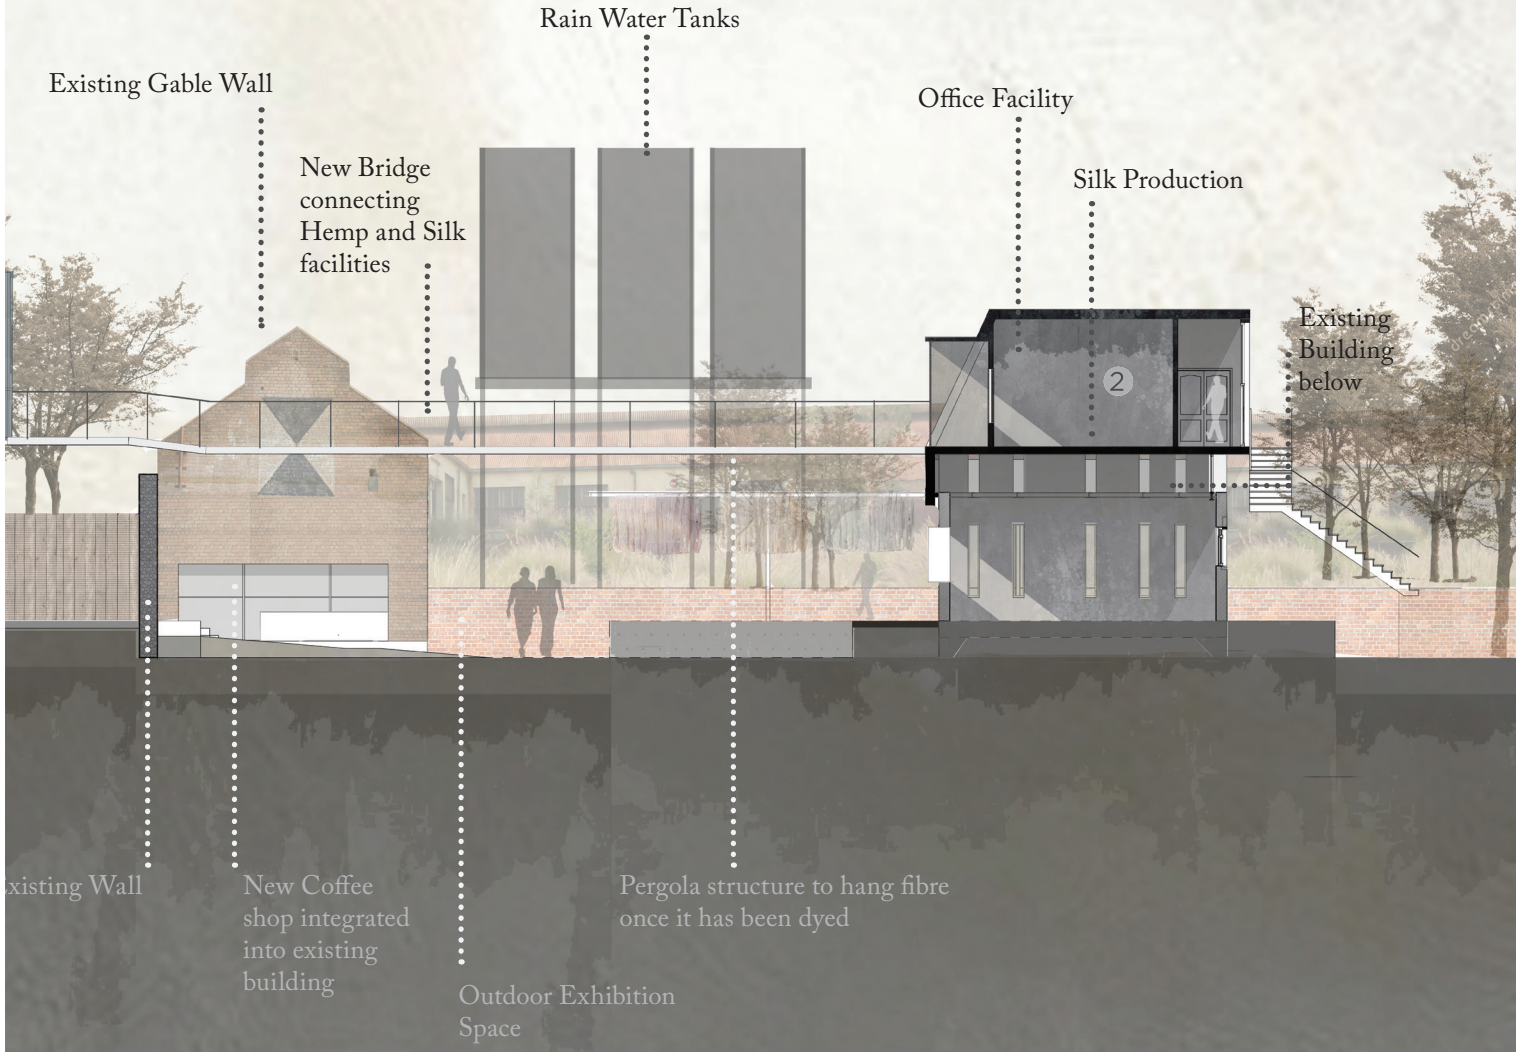 Rain Water Tanks
Existing Gable Wall
Office Facility
New Bridge
connecting
Hemp and Silk
facilities
Silk Production
Existing
Building
below
2
xisting Wall
New Coffee
shop integrated
into existing
building
Pergola structure to hang fibre
once it has been dyed
Outdoor Exhibition
Space